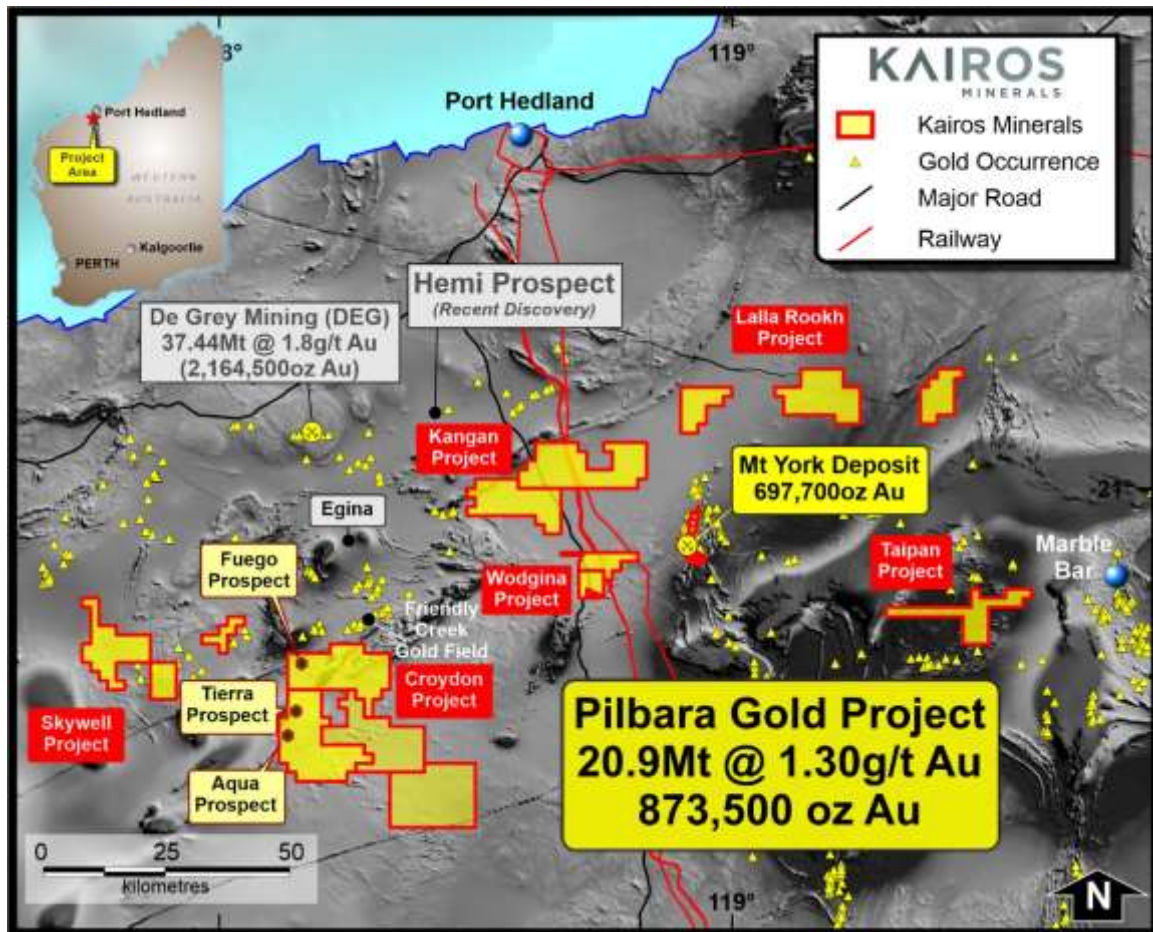 8°
119°
Port Hedland
Project
Area
WESTERN
AUSTRALIA
Kalgoorlie
PERTH
Port Hedland
KAIROS
MINERALS
Kairos Minerals
Gold Occurrence
Major Road
Railway
Hemi Prospect
(Recent Discovery)
De Grey Mining (DEG)
37.44Mt @ 1.8g/t Au
(2,164,500oz Au)
Lalla Rookh
Project
Kangan
Project
Mt York Deposit
697,700oz Au
-21°
Egina
Fuego
Prospect
Wodgina
Project
Taipan
Project
Marble
Bar
Friendly
Creek
Gold Field
Croydon
Project
Tierra
Prospect
Skywell
Project
Aqua
Prospect
Pilbara Gold Project
20.9Mt @ 1.30g/t Au
873,500 oz Au
0 25 50
kilometres
119°
N